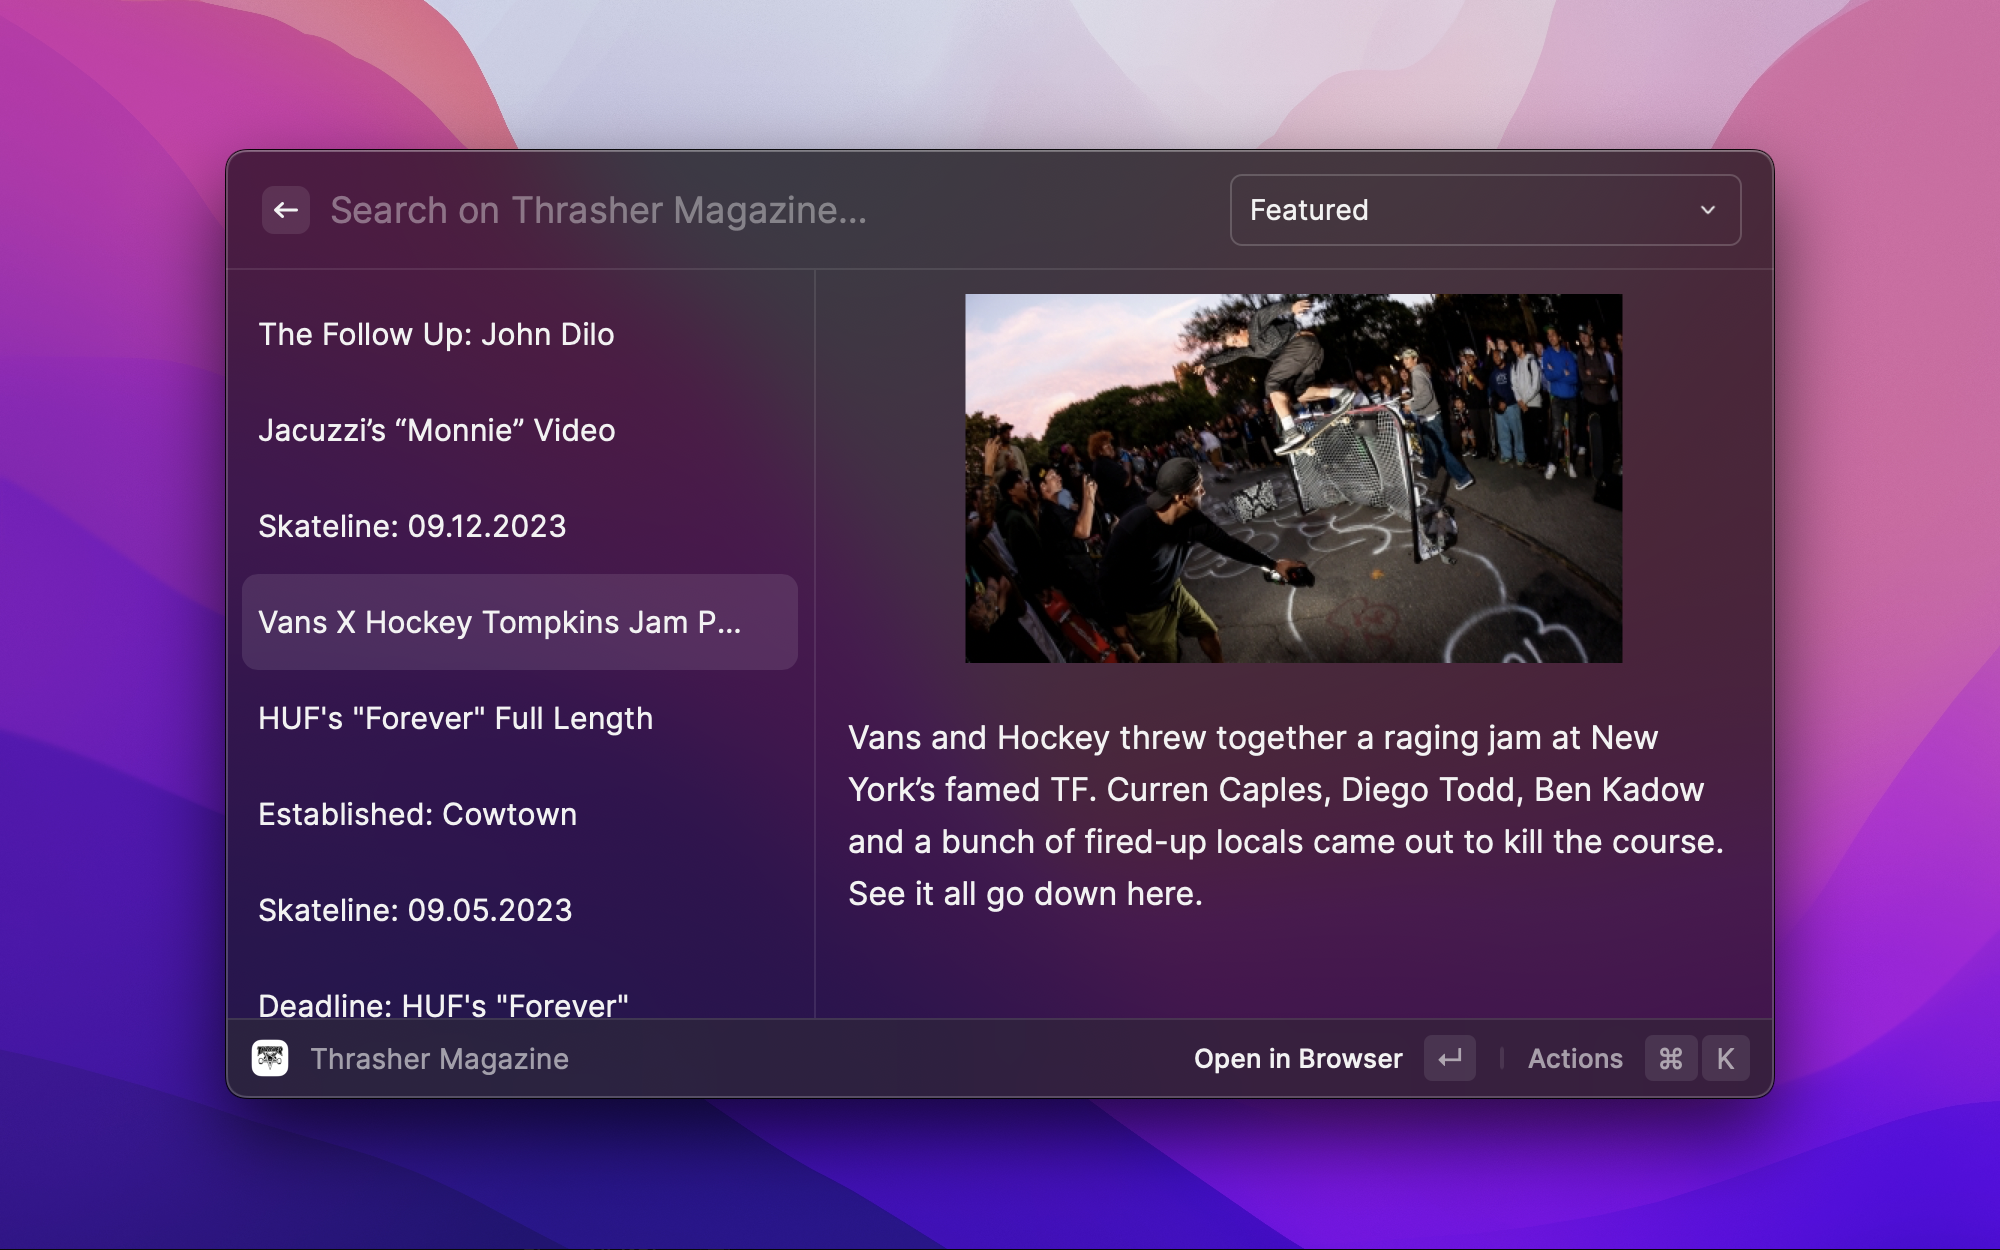 Search on Thrasher Magazine...
Featured
The Follow Up: John Dilo
Jacuzzi’s “Monnie” Video
Skateline: 09.12.2023
Vans X Hockey Tompkins Jam P...
HUF's "Forever" Full Length
Established: Cowtown
Skateline: 09.05.2023
Deadline: HUF's "Forever"
Vans and Hockey threw together a raging jam at New
York’s famed TF. Curren Caples, Diego Todd, Ben Kadow
and a bunch of fired-up locals came out to kill the course.
See it all go down here.
Thrasher Magazine
Open in Browser
Actions
⌘ K